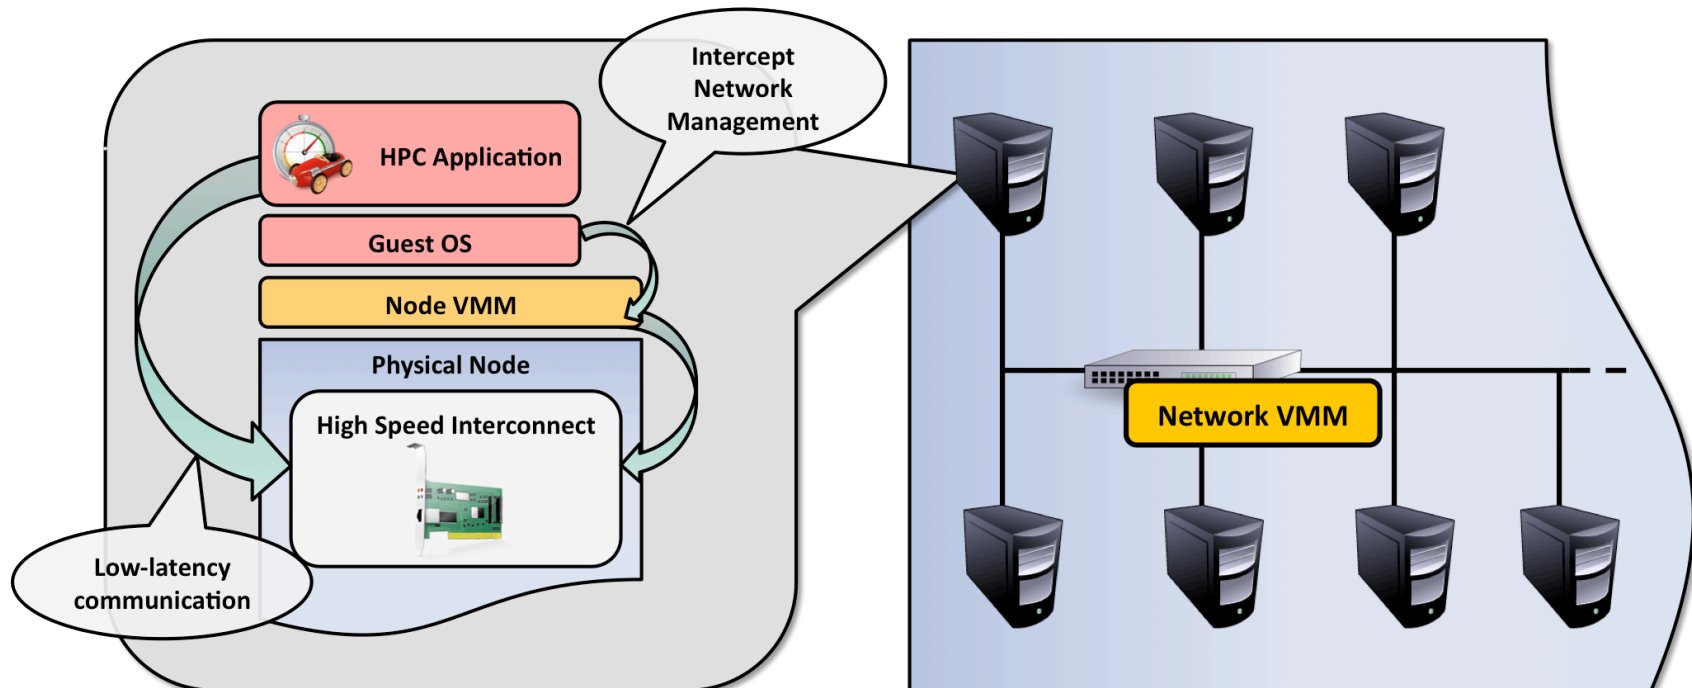 Intercept
Network
Management
HPC Application
Guest OS
Node VMM
Physical Node
High Speed Interconnect
Low-latency
communication
Network VMM